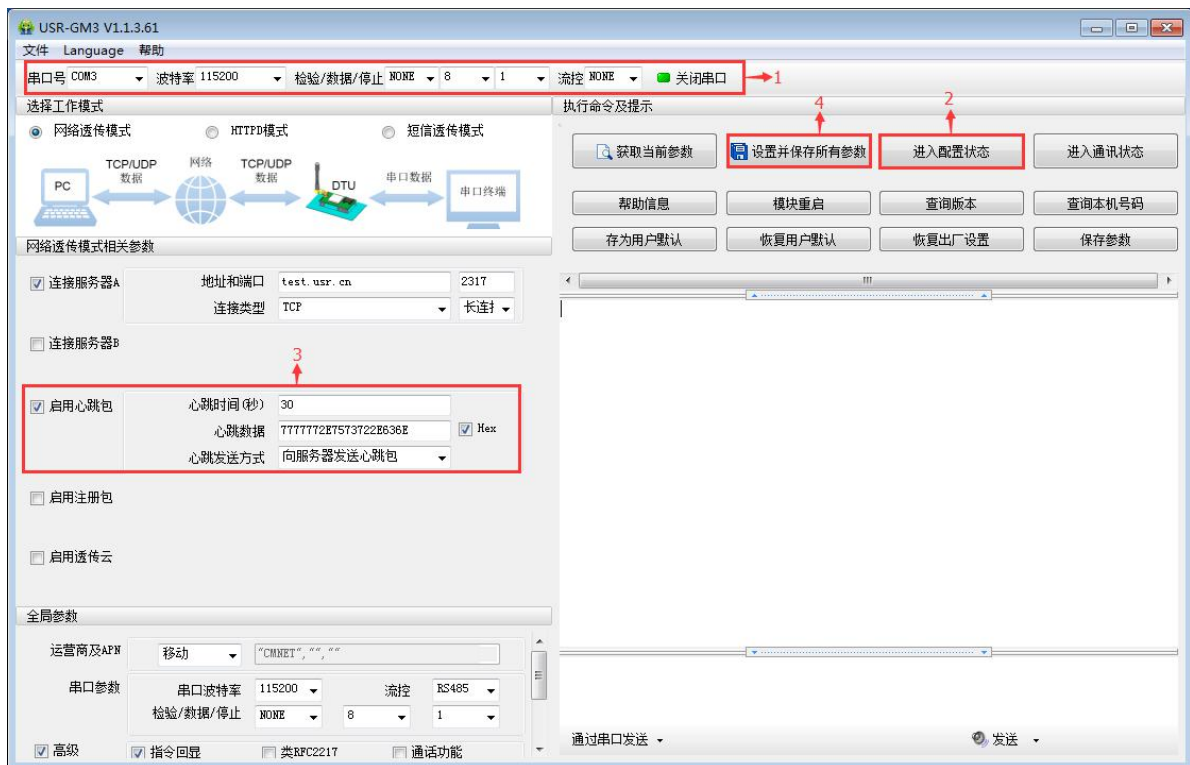 USR-GM3 V1.1.3.61
文件 Language 帮助
串口号 COM3 波特率 115200 检验/数据/停止 NONE 8 1 流控 NONE 关闭串口 1
选择工作模式
网络透传模式 HTTPD模式 短信透传模式
TCP/UDP 数据 网络 TCP/UDP 数据 串口数据
PC DTU 串口终端
网络透传模式相关参数
连接服务器A 地址和端口 test.usr.cn 2317
连接类型 TCP 长连接
连接服务器B
3
启用心跳包 心跳时间(秒) 30
心跳数据 7777772E7573722E636E Hex
心跳发送方式 向服务器发送心跳包
启用注册包
启用透传云
全局参数
运营商及APN 移动 "CMNET","",""
串口参数 串口波特率 115200 流控 RS485
检验/数据/停止 NONE 8 1
高级 指令回显 类RFC2217 通话功能
执行命令及提示
4 2
获取当前参数 设置并保存所有参数 进入配置状态 进入通讯状态
帮助信息 模块重启 查询版本 查询本机号码
存为用户默认 恢复用户默认 恢复出厂设置 保存参数
通过串口发送 发送